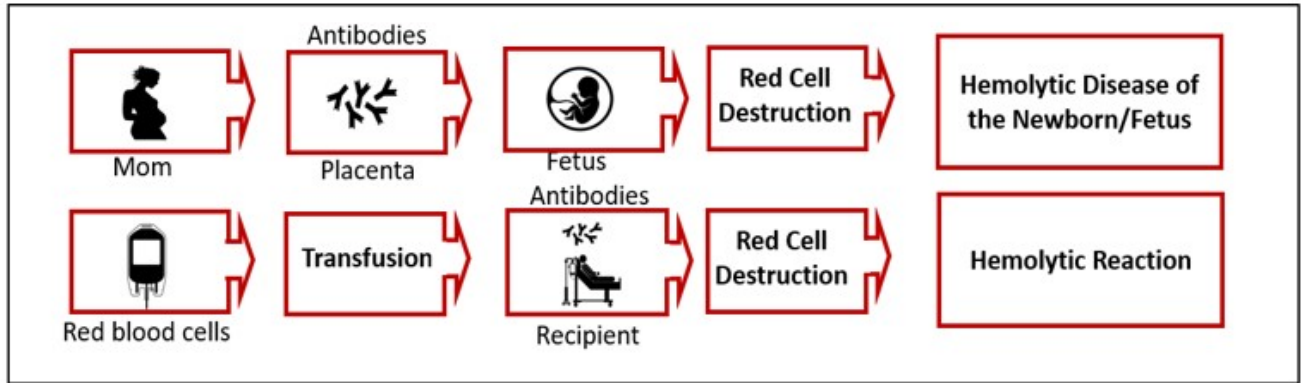 Antibodies
Mom
Placenta
Fetus
Red Cell
Destruction
Hemolytic Disease of
the Newborn/Fetus
Red blood cells
Transfusion
Antibodies
Recipient
Red Cell
Destruction
Hemolytic Reaction